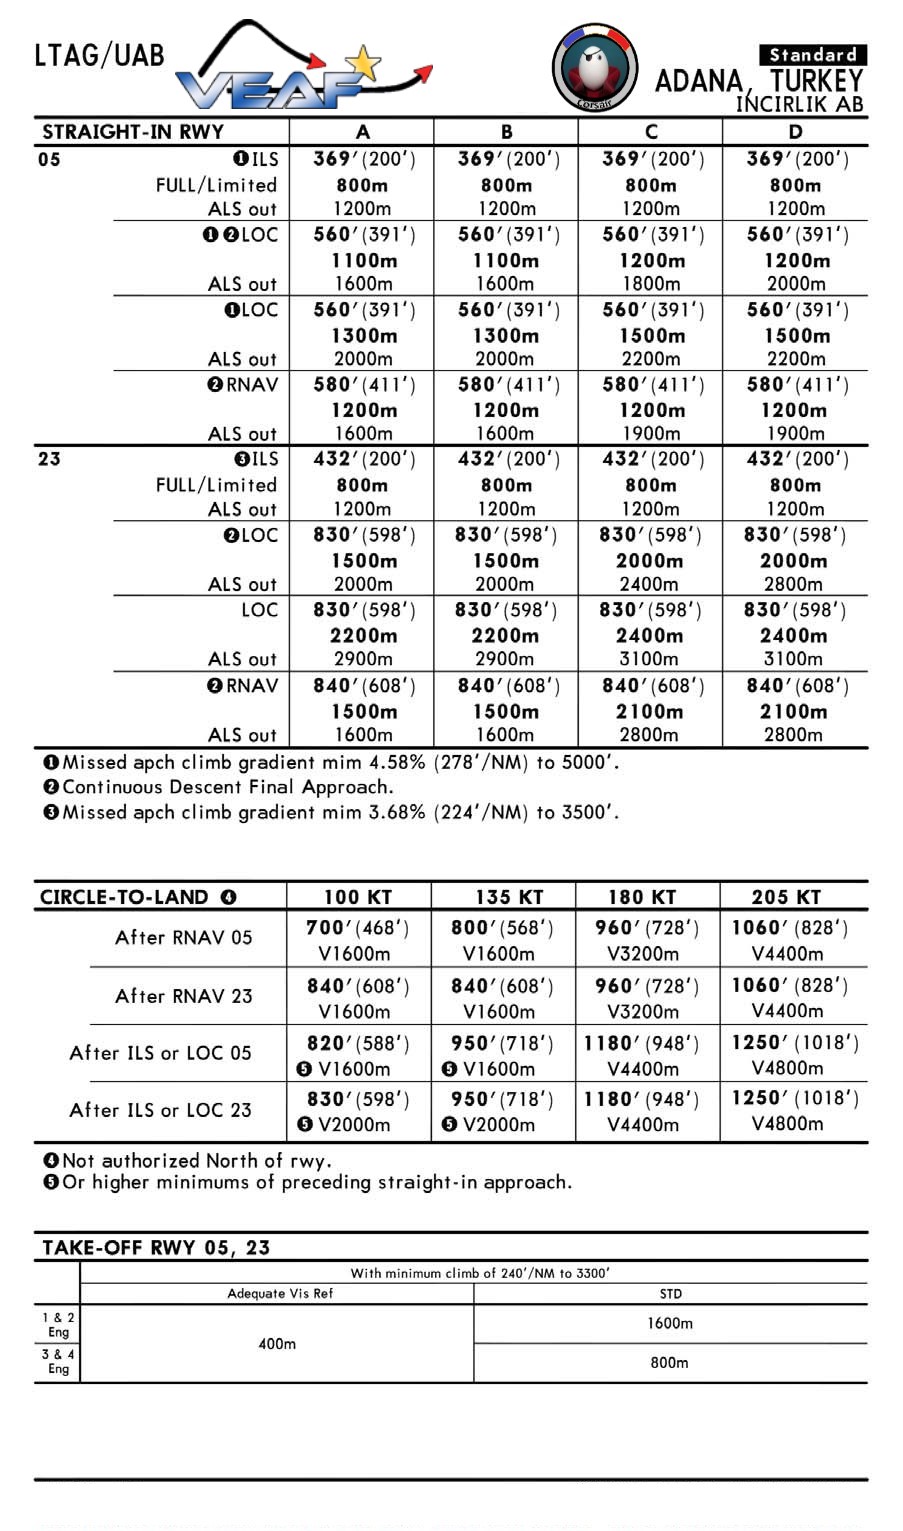 LTAG/UAB
VEAF
corsair
Standard
ADANA, TURKEY
INCIRLIK AB
STRAIGHT-IN RWY A B C D
05 ❶ILS 369′(200′) 369′(200′) 369′(200′) 369′(200′)
FULL/Limited 800m 800m 800m 800m
ALS out 1200m 1200m 1200m 1200m
❶❷LOC 560′(391′) 560′(391′) 560′(391′) 560′(391′)
1100m 1100m 1200m 1200m
ALS out 1600m 1600m 1800m 2000m
❶LOC 560′(391′) 560′(391′) 560′(391′) 560′(391′)
1300m 1300m 1500m 1500m
ALS out 2000m 2000m 2200m 2200m
❷RNAV 580′(411′) 580′(411′) 580′(411′) 580′(411′)
1200m 1200m 1200m 1200m
ALS out 1600m 1600m 1900m 1900m
23 ❸ILS 432′(200′) 432′(200′) 432′(200′) 432′(200′)
FULL/Limited 800m 800m 800m 800m
ALS out 1200m 1200m 1200m 1200m
❷LOC 830′(598′) 830′(598′) 830′(598′) 830′(598′)
1500m 1500m 2000m 2000m
ALS out 2000m 2000m 2400m 2800m
LOC 830′(598′) 830′(598′) 830′(598′) 830′(598′)
2200m 2200m 2400m 2400m
ALS out 2900m 2900m 3100m 3100m
❷RNAV 840′(608′) 840′(608′) 840′(608′) 840′(608′)
1500m 1500m 2100m 2100m
ALS out 1600m 1600m 2800m 2800m
❶Missed apch climb gradient mim 4.58% (278′/NM) to 5000′.
❷Continuous Descent Final Approach.
❸Missed apch climb gradient mim 3.68% (224′/NM) to 3500′.
CIRCLE-TO-LAND ❹ 100 KT 135 KT 180 KT 205 KT
After RNAV 05 700′(468′) 800′(568′) 960′(728′) 1060′(828′)
V1600m V1600m V3200m V4400m
After RNAV 23 840′(608′) 840′(608′) 960′(728′) 1060′(828′)
V1600m V1600m V3200m V4400m
After ILS or LOC 05 820′(588′) 950′(718′) 1180′(948′) 1250′(1018′)
❺V1600m ❺V1600m V4400m V4800m
After ILS or LOC 23 830′(598′) 950′(718′) 1180′(948′) 1250′(1018′)
❺V2000m ❺V2000m V4400m V4800m
❹Not authorized North of rwy.
❺Or higher minimums of preceding straight-in approach.
TAKE-OFF RWY 05, 23
With minimum climb of 240′/NM to 3300′
Adequate Vis Ref STD
1 & 2
Eng
400m
1600m
3 & 4
Eng
800m